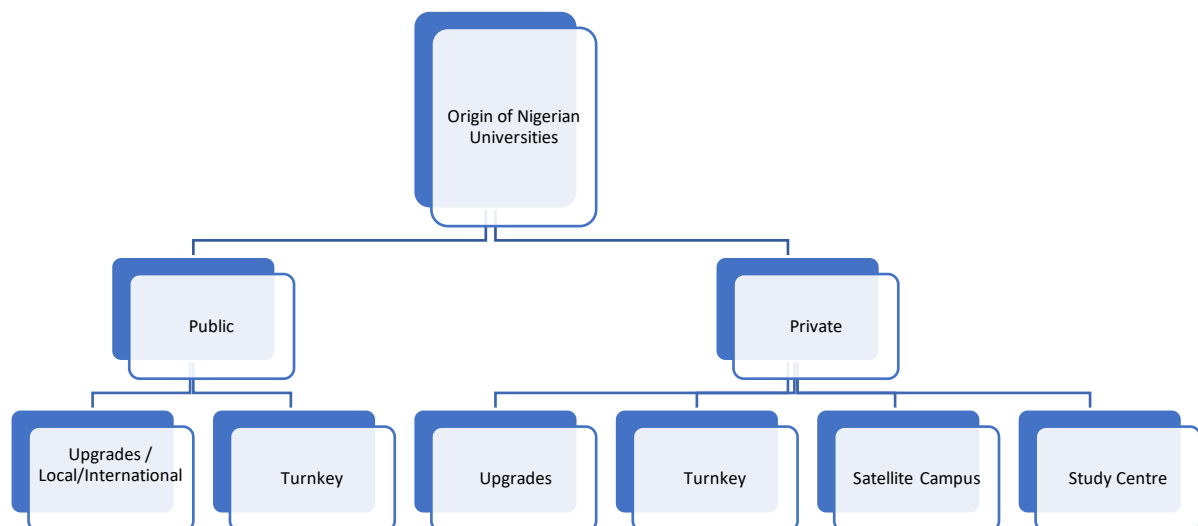 Origin of Nigerian
Universities
Public
Private
Upgrades /
Local/International
Turnkey
Upgrades
Turnkey
Satellite Campus
Study Centre